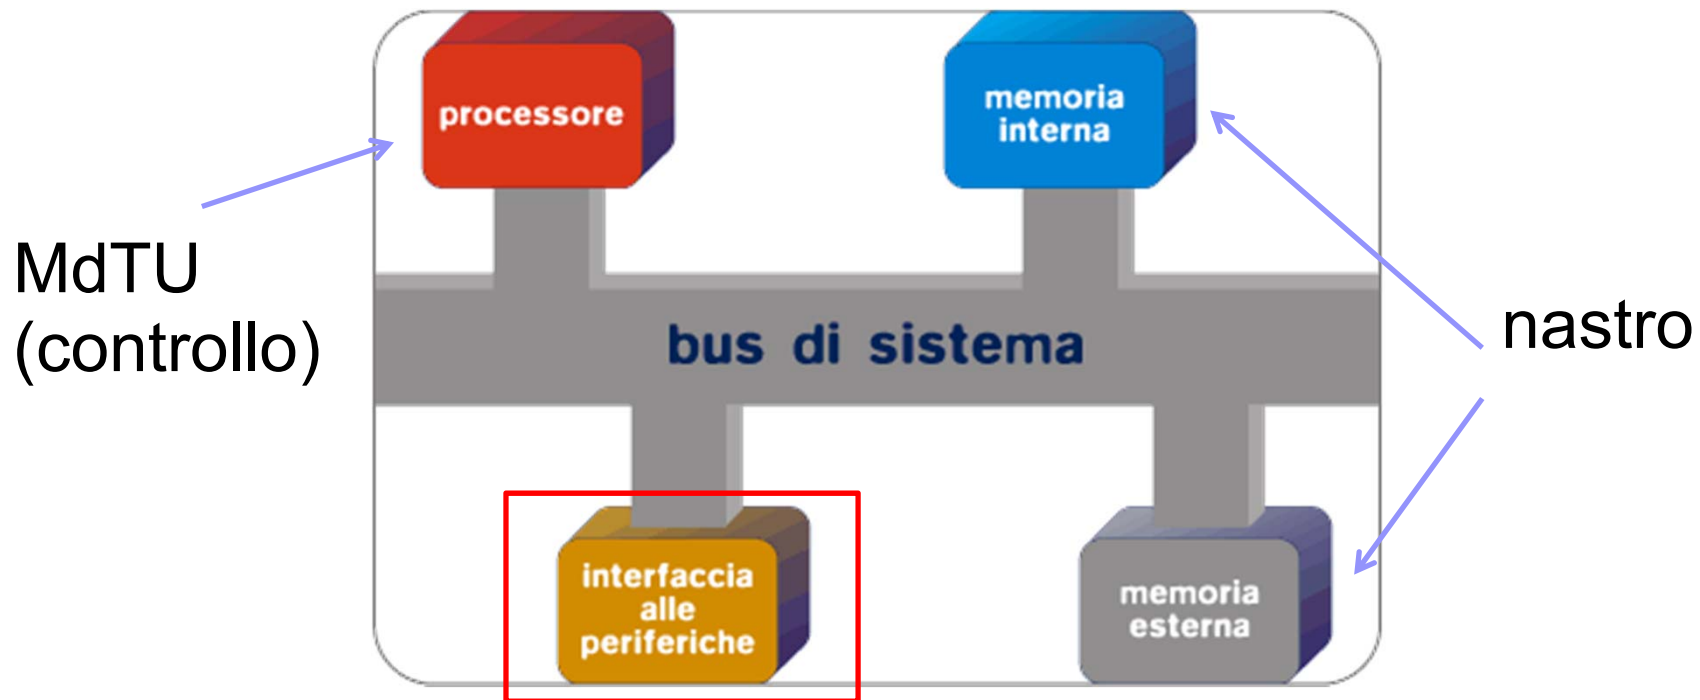 processore
memoria
interna
MdTU
(controllo)
bus di sistema
nastro
interfaccia
alle
periferiche
memoria
esterna